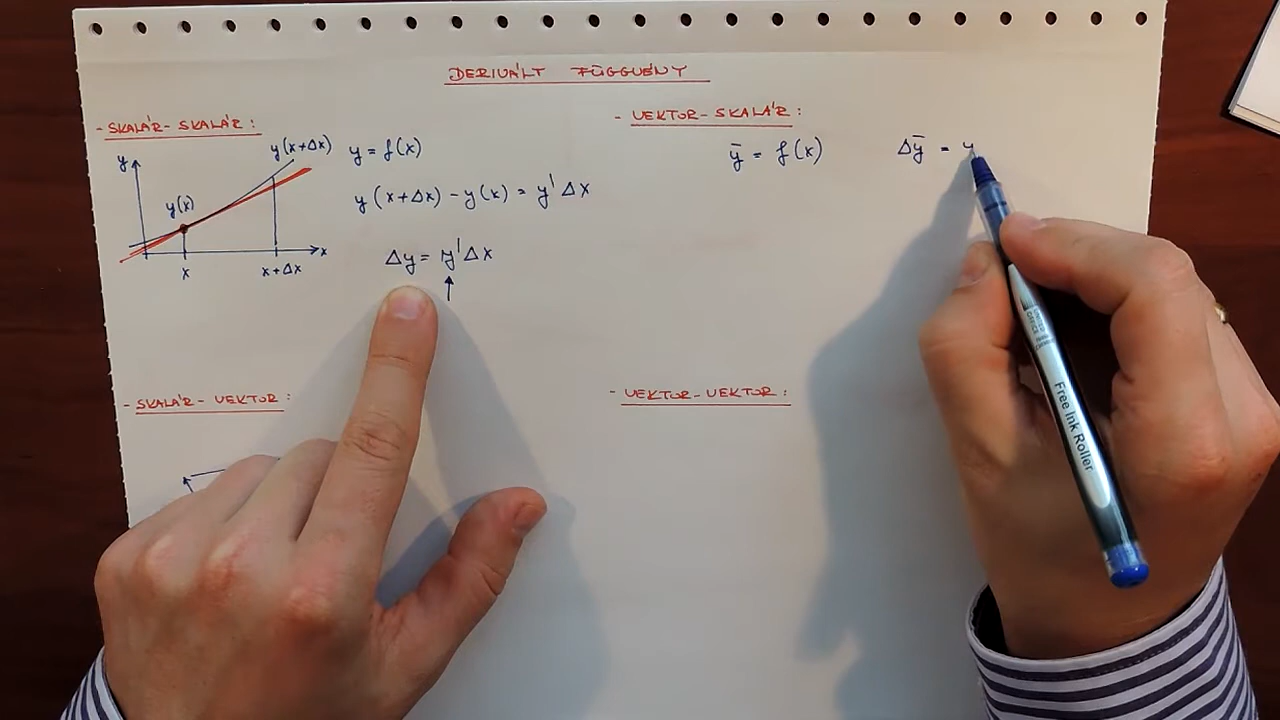 DERIVÁLT FÜGGVÉNY
- SKALÁR-SKALÁR:
y
y(x+Δx)
y(x)
x
x+Δx
x
y = f(x)
y(x+Δx) - y(x) = y' Δx
Δy = y' Δx
- VEKTOR-SKALÁR:
ȳ = f(x)
Δȳ = y
- SKALÁR-VEKTOR:
- VEKTOR-VEKTOR:
Free Ink Roller